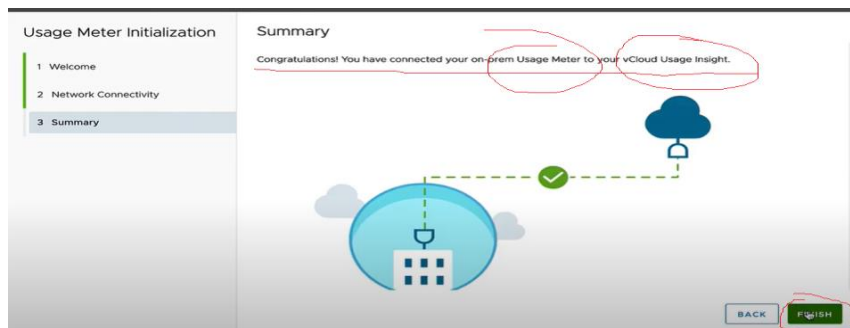 Usage Meter Initialization
1 Welcome
2 Network Connectivity
3 Summary
Summary
Congratulations! You have connected your on-prem Usage Meter to your vCloud Usage Insight.
BACK
FINISH